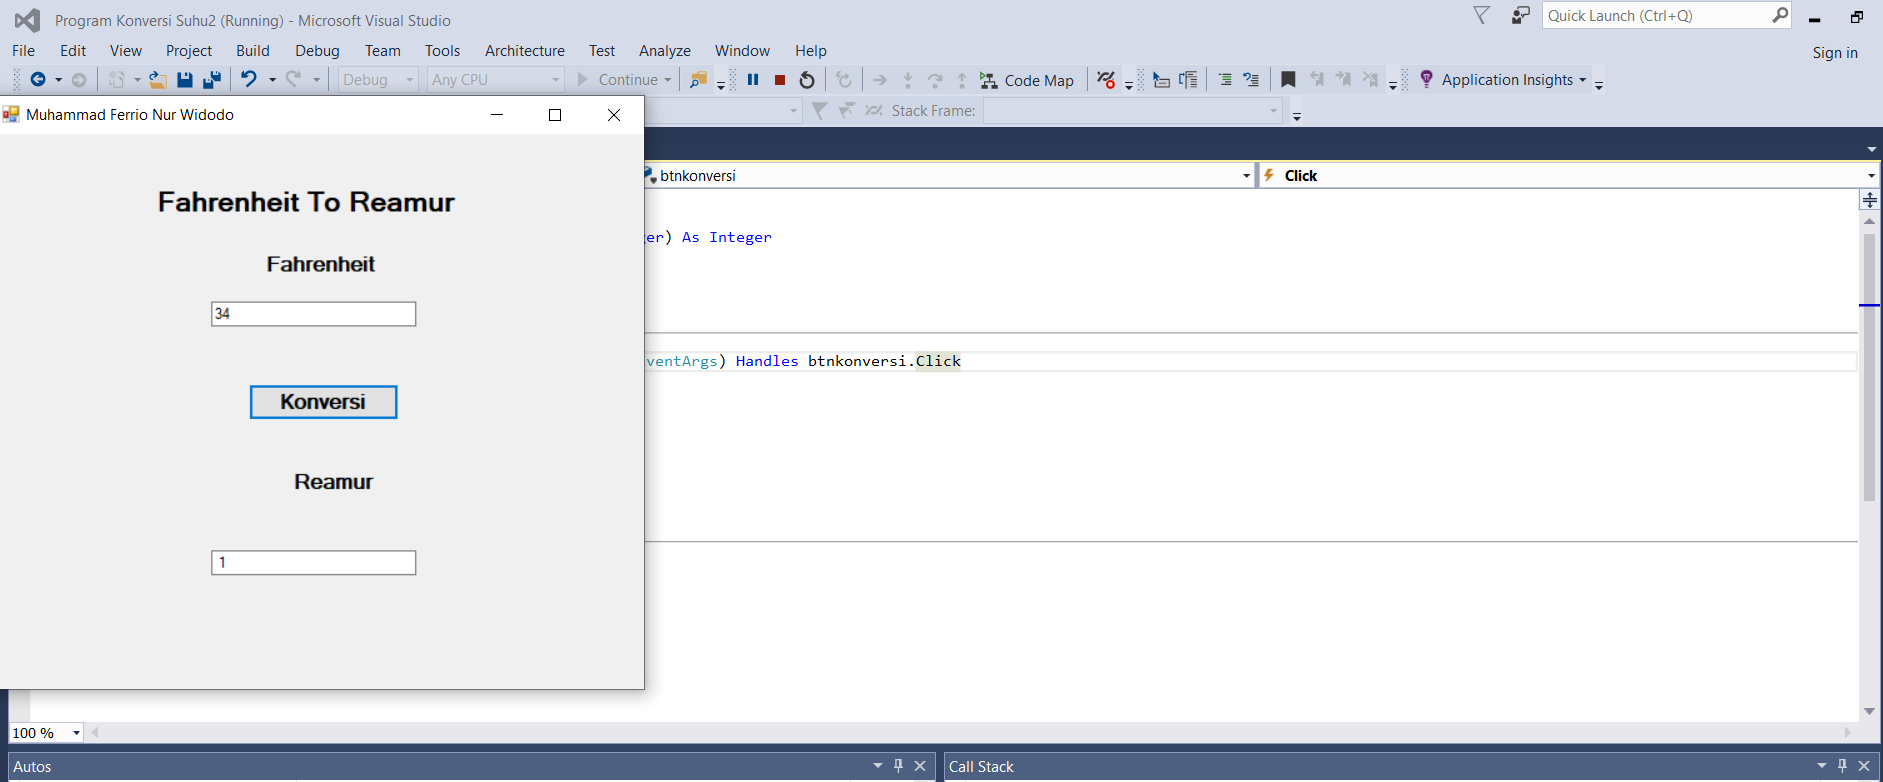 Program Konversi Suhu2 (Running) - Microsoft Visual Studio
Quick Launch (Ctrl+Q)
File Edit View Project Build Debug Team Tools Architecture Test Analyze Window Help
Sign in
Debug Any CPU Continue Code Map Application Insights
Stack Frame:
Muhammad Ferrio Nur Widodo
btnkonversi Click
Fahrenheit To Reamur
) As Integer
Fahrenheit
34
) Handles btnkonversi.Click
Konversi
Reamur
1
100 %
Autos Call Stack